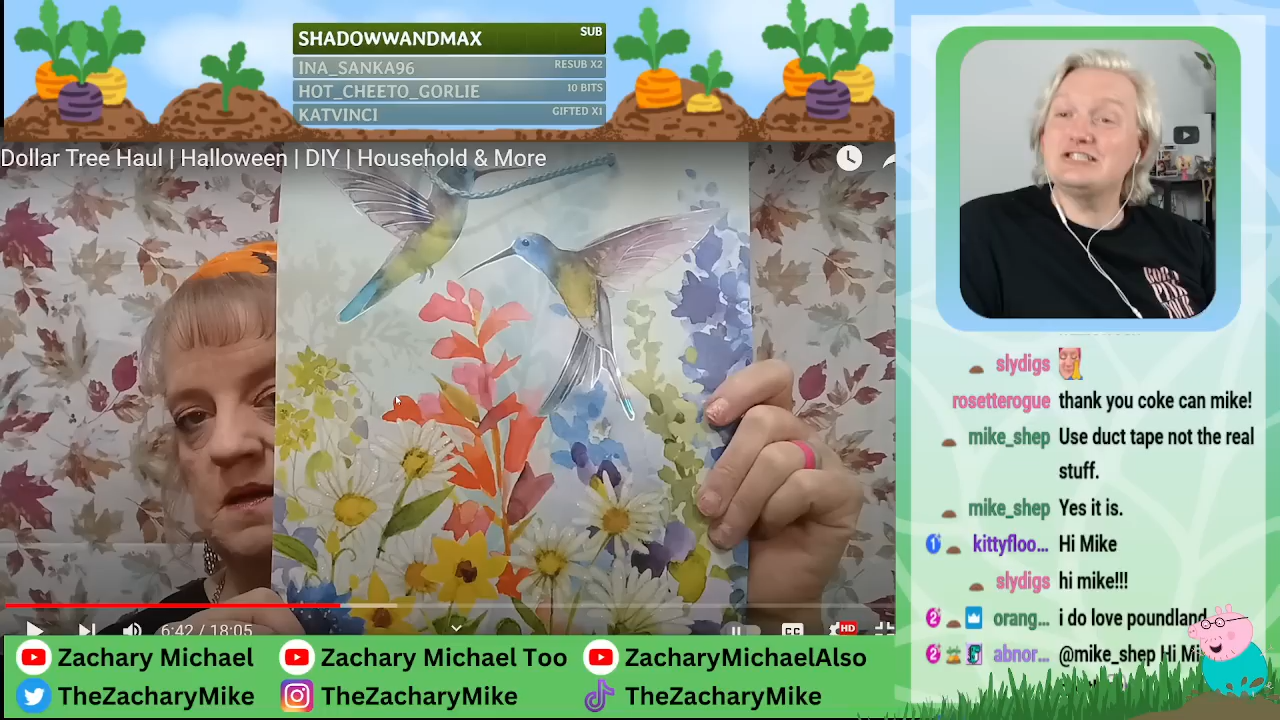 SHADOWWANDMAX SUB
INA_SANKA96 RESUB X2
HOT_CHEETO_GORLIE 10 BITS
KATVINCI GIFTED X1
Dollar Tree Haul | Halloween | DIY | Household & More
6:42 / 18:05
CC
HD
slydigs
rosetterogue thank you coke can mike!
mike_shep Use duct tape not the real
stuff.
mike_shep Yes it is.
kittyfloo... Hi Mike
slydigs hi mike!!!
orang... i do love poundland
abnor... @mike_shep Hi Mi
Zachary Michael
Zachary Michael Too
ZacharyMichaelAlso
TheZacharyMike
TheZacharyMike
TheZacharyMike